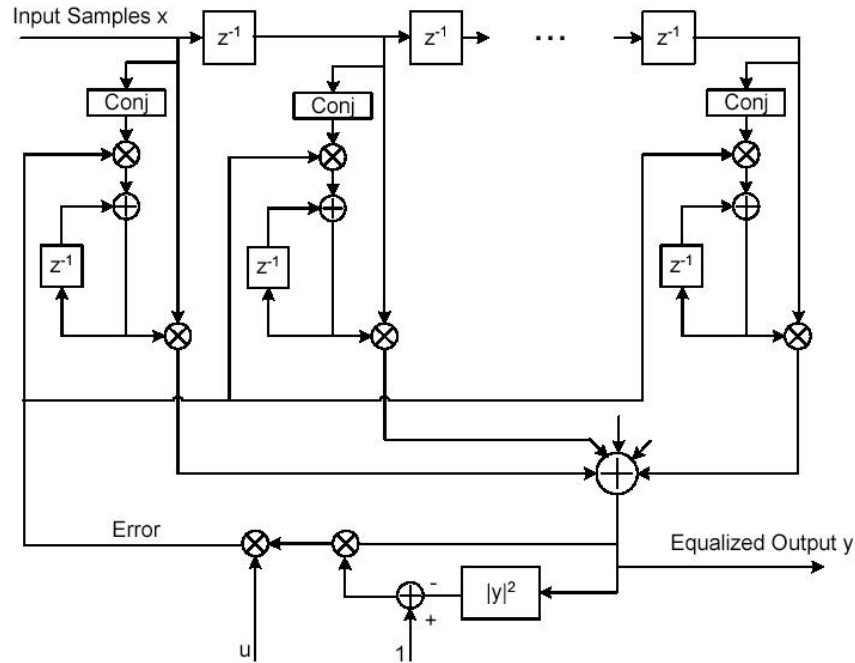 Input Samples x
z-1 z-1 ... z-1
Conj Conj Conj
z-1 z-1 z-1
Error
Equalized Output y
- |y|2
+
u 1